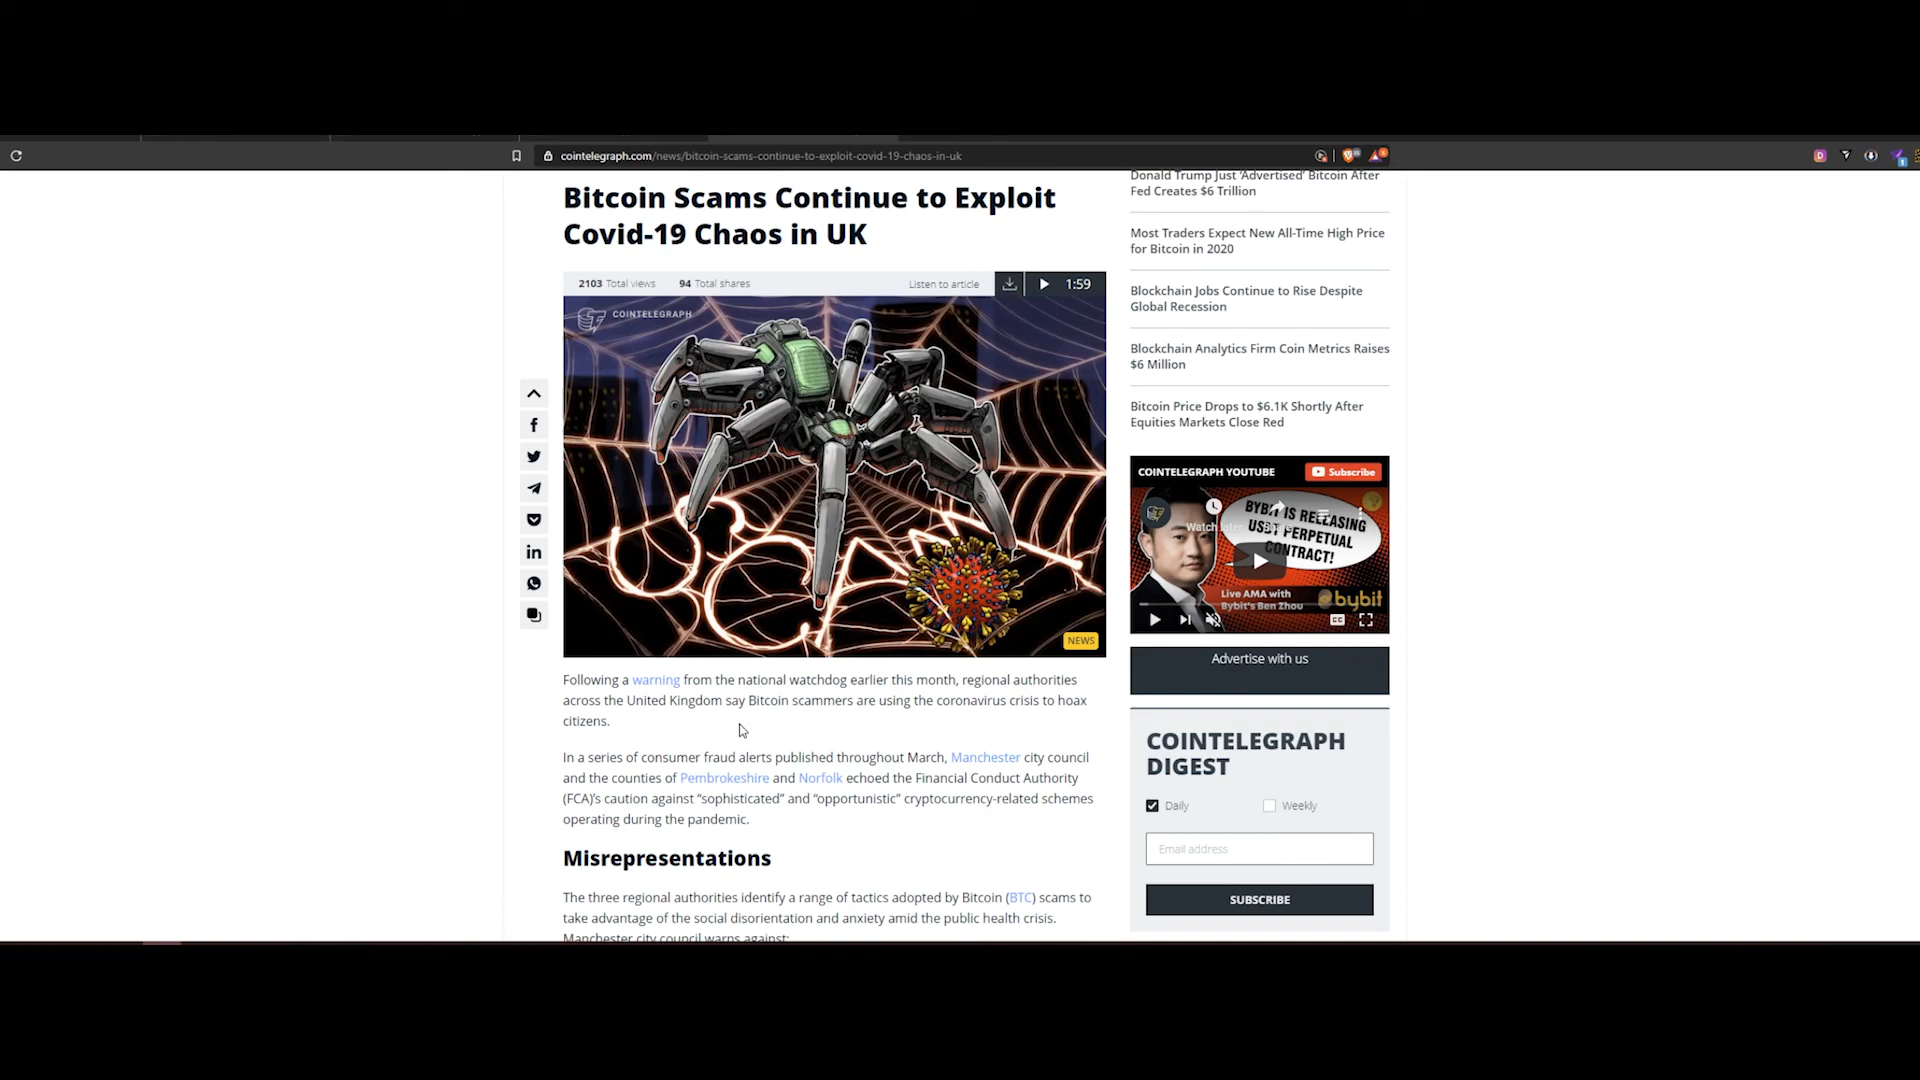 cointelegraph.com/news/bitcoin-scams-continue-to-exploit-covid-19-chaos-in-uk
Bitcoin Scams Continue to Exploit
Covid-19 Chaos in UK
2103 Total views
94 Total shares
Listen to article
1:59
COINTELEGRAPH
SCAM
NEWS
Following a warning from the national watchdog earlier this month, regional authorities
across the United Kingdom say Bitcoin scammers are using the coronavirus crisis to hoax
citizens.
In a series of consumer fraud alerts published throughout March, Manchester city council
and the counties of Pembrokeshire and Norfolk echoed the Financial Conduct Authority
(FCA)’s caution against “sophisticated” and “opportunistic” cryptocurrency-related schemes
operating during the pandemic.
Misrepresentations
The three regional authorities identify a range of tactics adopted by Bitcoin (BTC) scams to
take advantage of the social disorientation and anxiety amid the public health crisis.
Manchester city council warns against:
Donald Trump Just ‘Advertised’ Bitcoin After
Fed Creates $6 Trillion
Most Traders Expect New All-Time High Price
for Bitcoin in 2020
Blockchain Jobs Continue to Rise Despite
Global Recession
Blockchain Analytics Firm Coin Metrics Raises
$6 Million
Bitcoin Price Drops to $6.1K Shortly After
Equities Markets Close Red
COINTELEGRAPH YOUTUBE
Subscribe
BYBIT IS RELEASING
USDT PERPETUAL
CONTRACT!
Watch later
Share
Live AMA with
Bybit's Ben Zhou
bybit
CC
Advertise with us
COINTELEGRAPH
DIGEST
Daily
Weekly
Email address
SUBSCRIBE